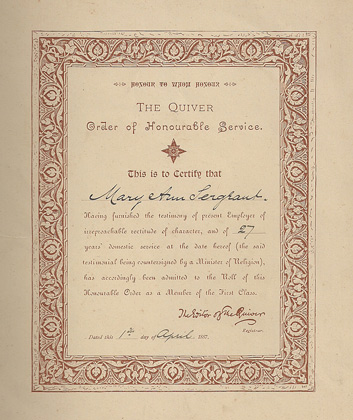 HONOUR TO WHOM HONOUR
THE QUIVER
Order of Honourable Service.
This is to Certify that
Mary Ann Sergeant.
Having furnished the testimony of present Employer of
irreproachable rectitude of character, and of 27
years' domestic service at the date hereof (the said
testimonial being countersigned by a Minister of Religion),
has accordingly been admitted to the Roll of this
Honourable Order as a Member of the First Class.
The Editor of The Quiver
Dated this 1st day of April 1887.